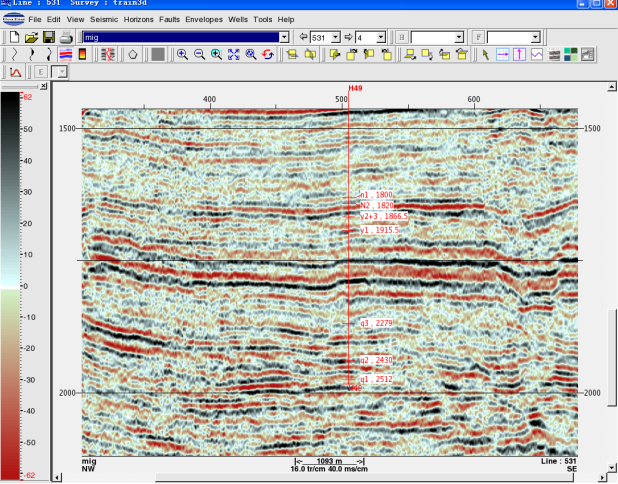 Line : 531 Survey : train3d
File Edit View Seismic Horizons Faults Envelopes Wells Tools Help
mig 531 4 H F
E
62
50
40
30
20
10
0
-10
-20
-30
-40
-50
-62
H49
400 500 600
1500 1500
n1 , 1800
N2 , 1820
y2+3 , 1866.5
y1 , 1915.5
q3 , 2279
q2 , 2430
q1 , 2512
2000 2000
mig 1093 m Line : 531
NW 16.0 tr/cm 40.0 ms/cm SE